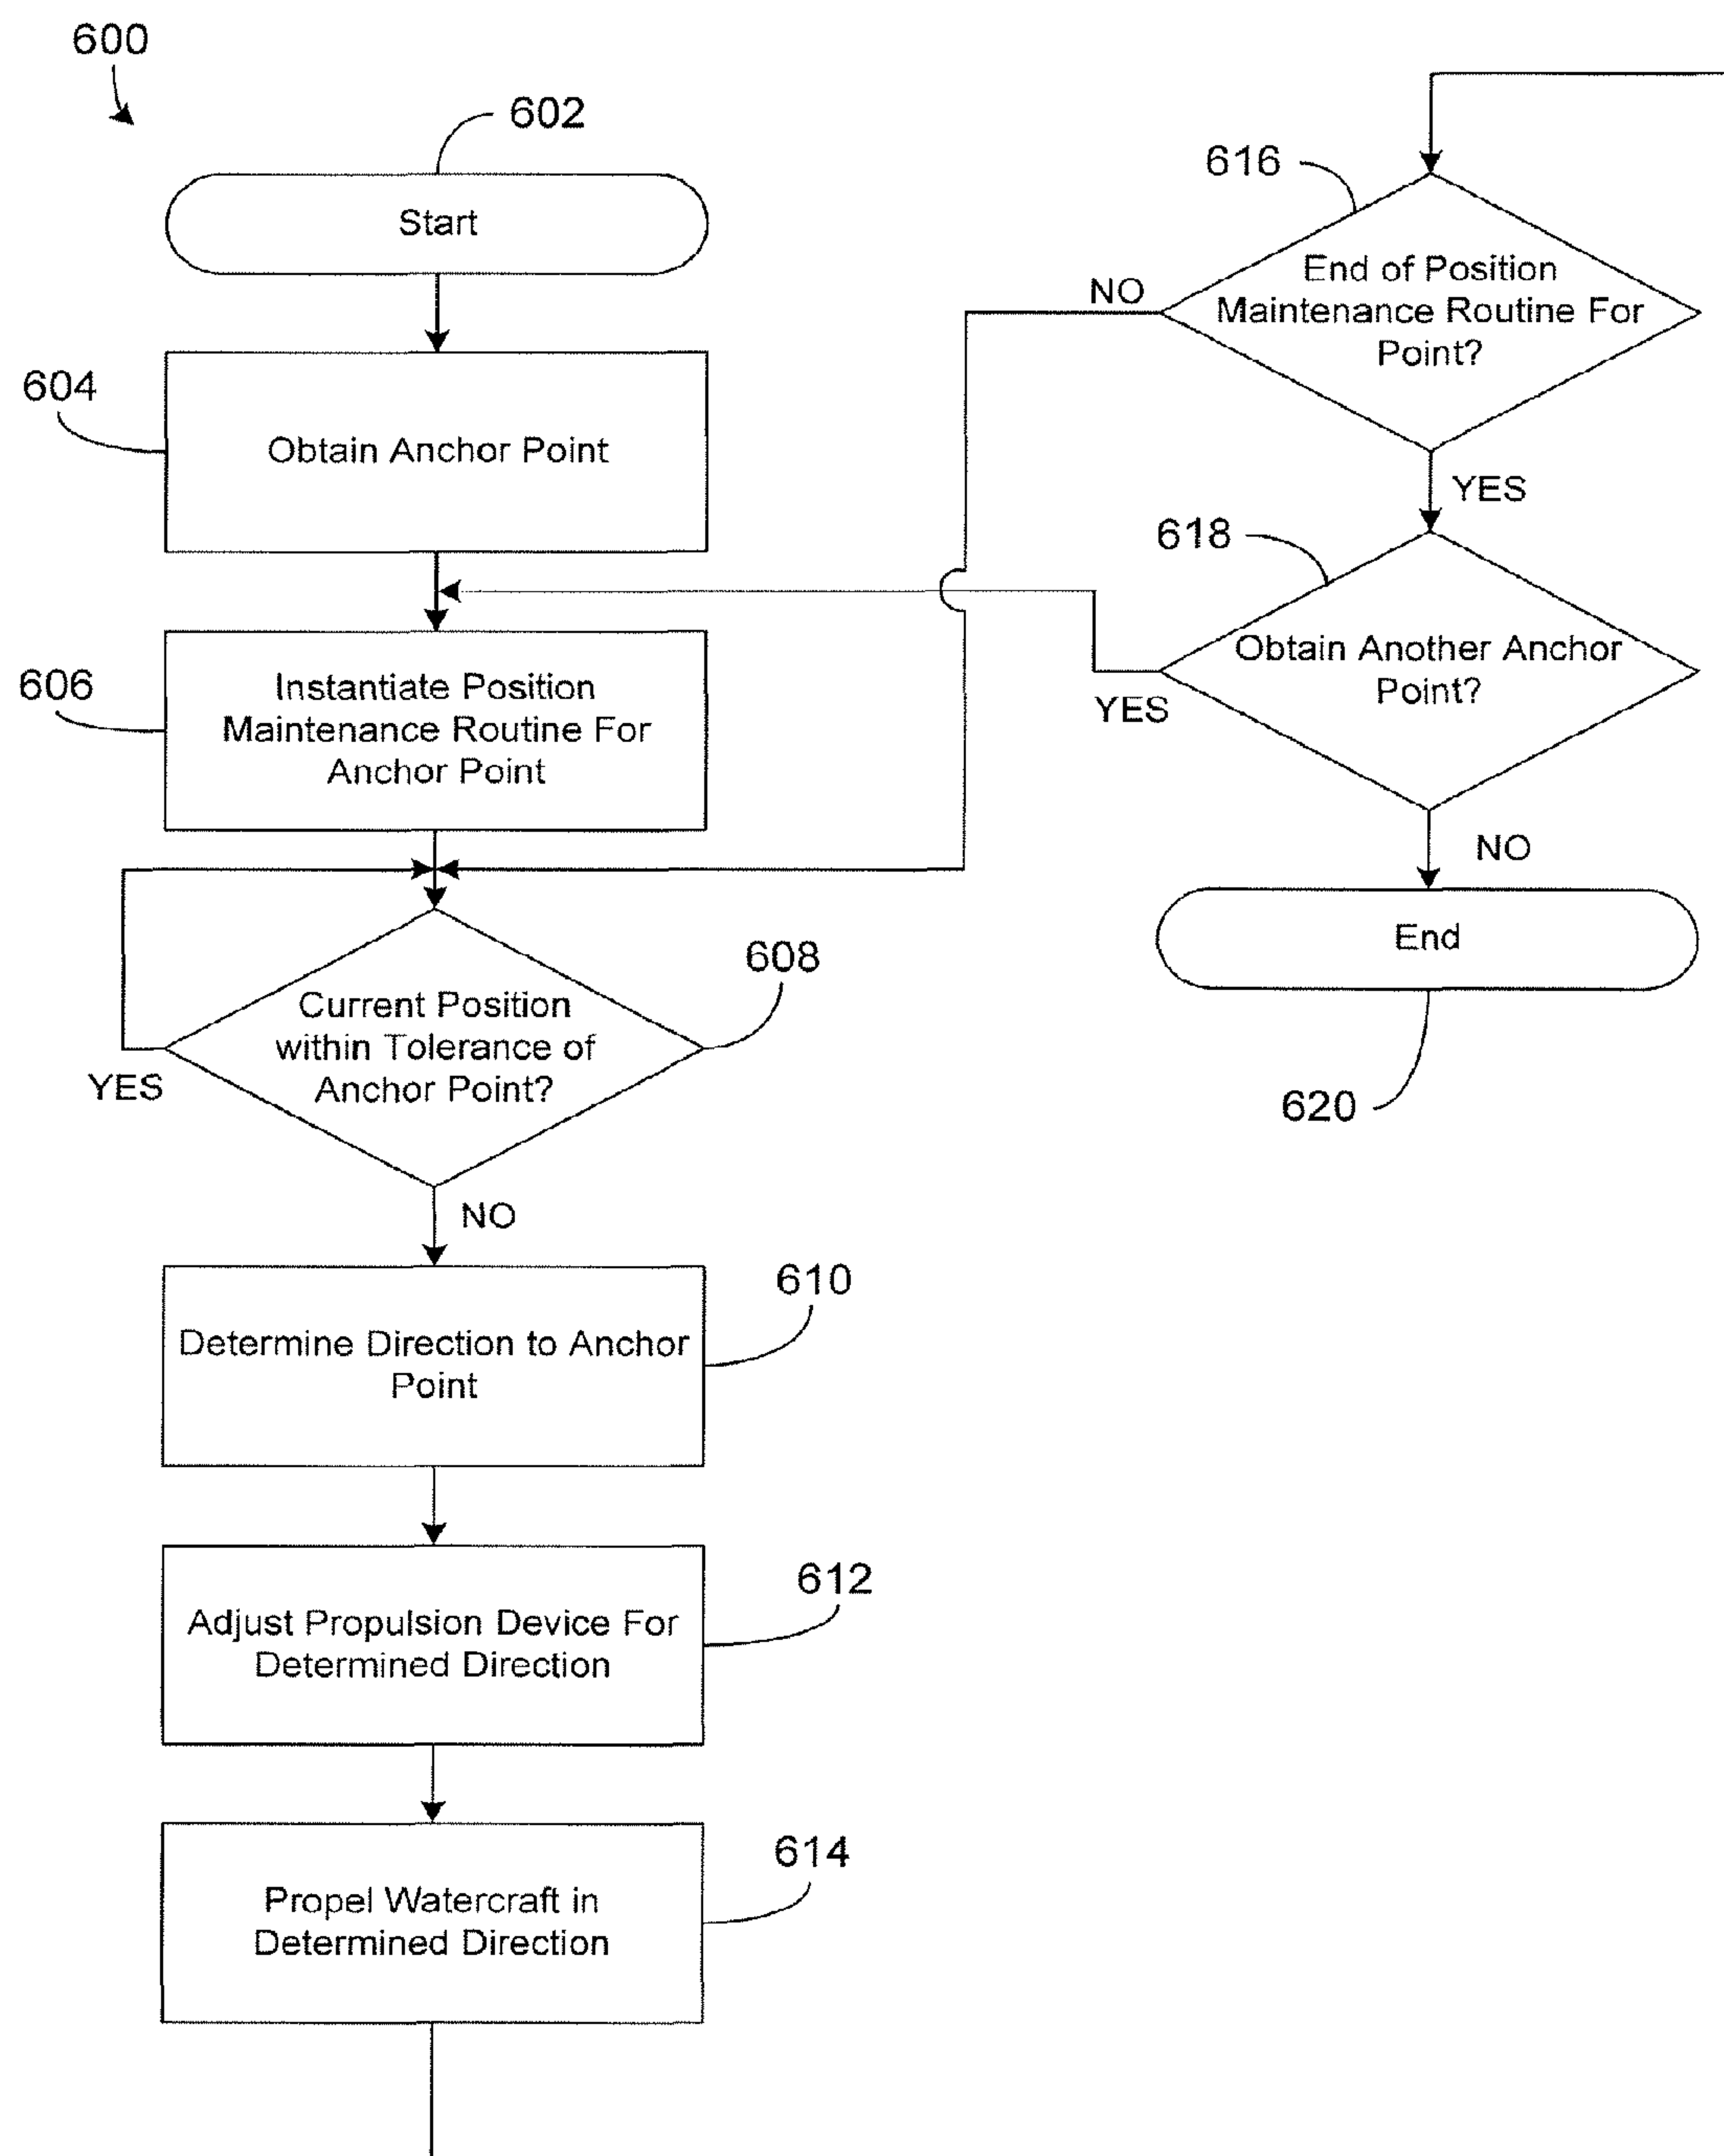 600
602
Start
604
Obtain Anchor Point
606
Instantiate Position
Maintenance Routine For
Anchor Point
608
Current Position
within Tolerance of
Anchor Point?
YES
NO
610
Determine Direction to Anchor
Point
612
Adjust Propulsion Device For
Determined Direction
614
Propel Watercraft in
Determined Direction
616
End of Position
Maintenance Routine For
Point?
NO
YES
618
Obtain Another Anchor
Point?
YES
NO
End
620